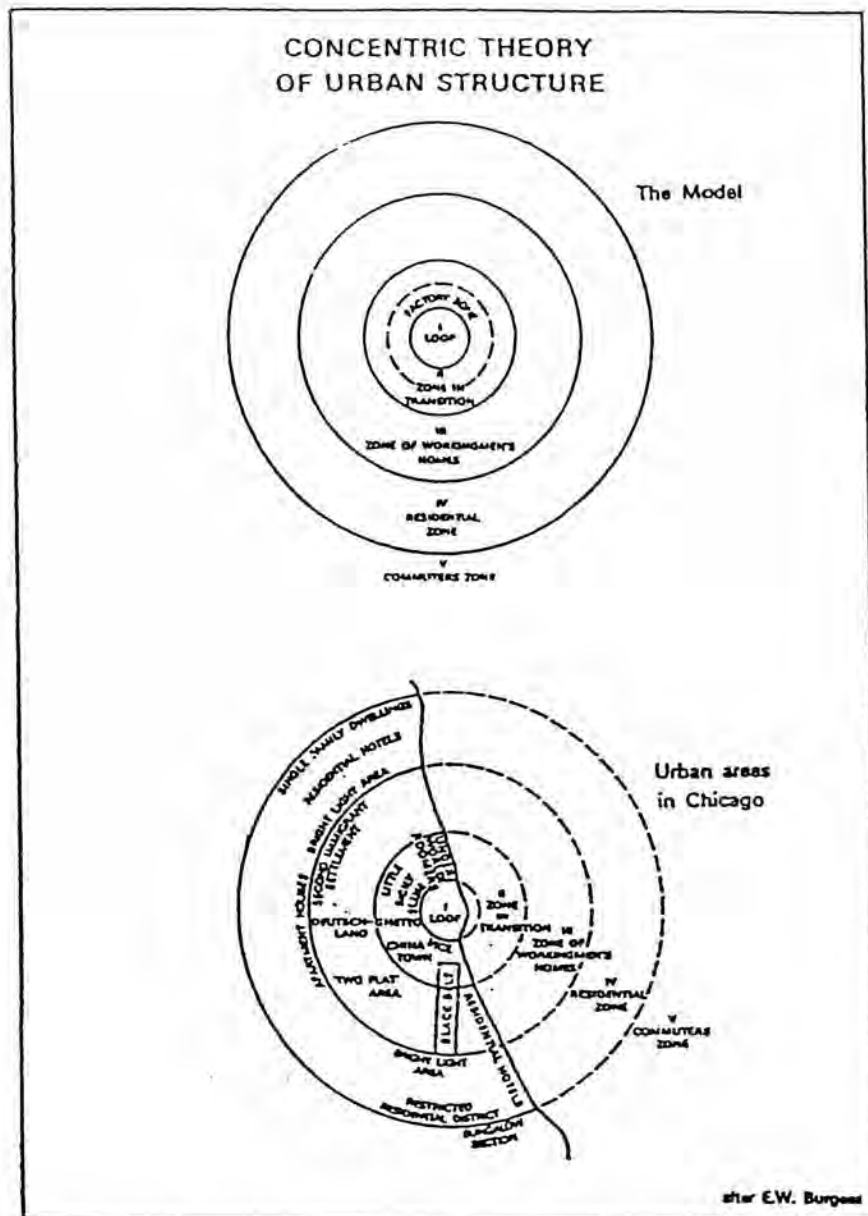 CONCENTRIC THEORY
OF URBAN STRUCTURE
The Model
FACTORY ZONE
I
LOOP
II
ZONE IN
TRANSITION
III
ZONE OF WORKINGMEN'S
HOMES
IV
RESIDENTIAL
ZONE
V
COMMUTERS ZONE
Urban areas
in Chicago
SINGLE FAMILY DWELLINGS
RESIDENTIAL HOTELS
BRIGHT LIGHT AREA
SECOND IMMIGRANT
SETTLEMENT
APARTMENT HOUSES
LITTLE
SICILY
SLUM
DEUTSCH-
LAND
GHETTO
CHINA
TOWN
VICE
"TWO FLAT"
AREA
I
LOOP
II
ZONE
IN
TRANSITION
III
ZONE OF
WORKINGMEN'S
HOMES
IV
RESIDENTIAL
ZONE
V
COMMUTERS
ZONE
BLACK BELT
RESIDENTIAL HOTELS
BRIGHT LIGHT
AREA
RESTRICTED
RESIDENTIAL DISTRICT
BUNGALOW
SECTION
after E.W. Burgess